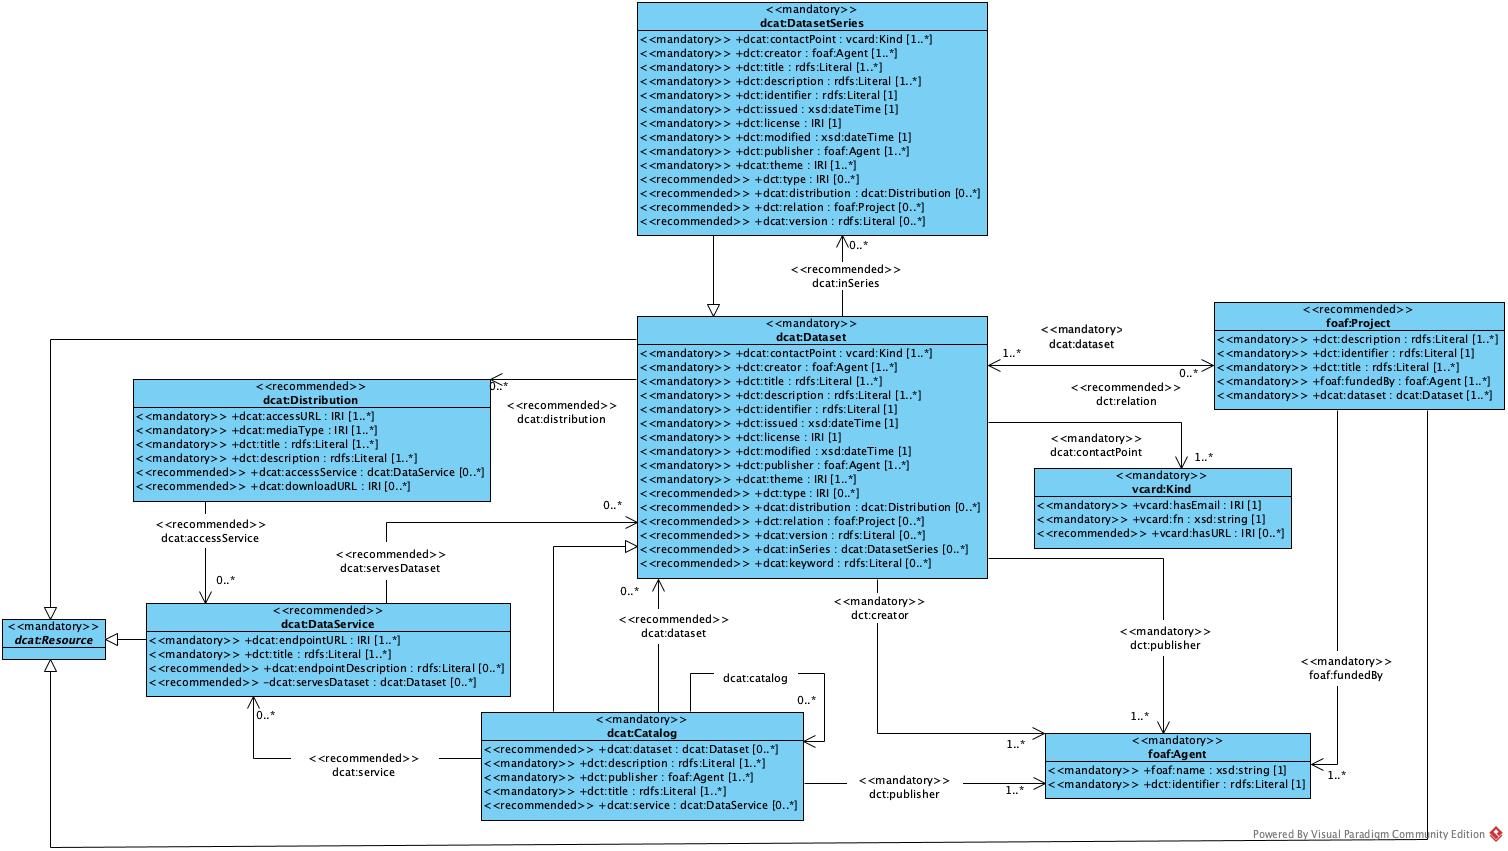 <<mandatory>>
dcat:DatasetSeries
<<mandatory>> +dcat:contactPoint : vcard:Kind [1..*]
<<mandatory>> +dct:creator : foaf:Agent [1..*]
<<mandatory>> +dct:title : rdfs:Literal [1..*]
<<mandatory>> +dct:description : rdfs:Literal [1..*]
<<mandatory>> +dct:identifier : rdfs:Literal [1]
<<mandatory>> +dct:issued : xsd:dateTime [1]
<<mandatory>> +dct:license : IRI [1]
<<mandatory>> +dct:modified : xsd:dateTime [1]
<<mandatory>> +dct:publisher : foaf:Agent [1..*]
<<mandatory>> +dcat:theme : IRI [1..*]
<<recommended>> +dct:type : IRI [0..*]
<<recommended>> +dcat:distribution : dcat:Distribution [0..*]
<<recommended>> +dct:relation : foaf:Project [0..*]
<<recommended>> +dcat:version : rdfs:Literal [0..*]
0..*
<<recommended>>
dcat:inSeries
<<mandatory>>
dcat:Dataset
<<mandatory>> +dcat:contactPoint : vcard:Kind [1..*]
<<mandatory>> +dct:creator : foaf:Agent [1..*]
<<mandatory>> +dct:title : rdfs:Literal [1..*]
<<mandatory>> +dct:description : rdfs:Literal [1..*]
<<mandatory>> +dct:identifier : rdfs:Literal [1]
<<mandatory>> +dct:issued : xsd:dateTime [1]
<<mandatory>> +dct:license : IRI [1]
<<mandatory>> +dct:modified : xsd:dateTime [1]
<<mandatory>> +dct:publisher : foaf:Agent [1..*]
<<mandatory>> +dcat:theme : IRI [1..*]
<<recommended>> +dct:type : IRI [0..*]
<<recommended>> +dcat:distribution : dcat:Distribution [0..*]
<<recommended>> +dct:relation : foaf:Project [0..*]
<<recommended>> +dcat:version : rdfs:Literal [0..*]
<<recommended>> +dcat:inSeries : dcat:DatasetSeries [0..*]
<<recommended>> +dcat:keyword : rdfs:Literal [0..*]
<<mandatory>
dcat:dataset
1..*
0..*
<<recommended>>
dct:relation
<<recommended>>
foaf:Project
<<mandatory>> +dct:description : rdfs:Literal [1..*]
<<mandatory>> +dct:identifier : rdfs:Literal [1]
<<mandatory>> +dct:title : rdfs:Literal [1..*]
<<mandatory>> +foaf:fundedBy : foaf:Agent [1..*]
<<mandatory>> +dcat:dataset : dcat:Dataset [1..*]
0..*
<<recommended>>
dcat:distribution
<<recommended>>
dcat:Distribution
<<mandatory>> +dcat:accessURL : IRI [1..*]
<<mandatory>> +dcat:mediaType : IRI [1..*]
<<mandatory>> +dct:title : rdfs:Literal [1..*]
<<mandatory>> +dct:description : rdfs:Literal [1..*]
<<recommended>> +dcat:accessService : dcat:DataService [0..*]
<<recommended>> +dcat:downloadURL : IRI [0..*]
<<mandatory>>
dcat:contactPoint
1..*
<<mandatory>>
vcard:Kind
<<mandatory>> +vcard:hasEmail : IRI [1]
<<mandatory>> +vcard:fn : xsd:string [1]
<<recommended>> +vcard:hasURL : IRI [0..*]
<<recommended>>
dcat:accessService
0..*
0..*
<<recommended>>
dcat:servesDataset
<<mandatory>>
dcat:Resource
<<recommended>>
dcat:DataService
<<mandatory>> +dcat:endpointURL : IRI [1..*]
<<mandatory>> +dct:title : rdfs:Literal [1..*]
<<recommended>> +dcat:endpointDescription : rdfs:Literal [0..*]
<<recommended>> -dcat:servesDataset : dcat:Dataset [0..*]
0..*
<<recommended>>
dcat:dataset
<<mandatory>>
dct:creator
1..*
<<mandatory>>
dct:publisher
1..*
<<mandatory>>
foaf:fundedBy
1..*
dcat:catalog
0..*
0..*
<<recommended>>
dcat:service
<<mandatory>>
dcat:Catalog
<<recommended>> +dcat:dataset : dcat:Dataset [0..*]
<<mandatory>> +dct:description : rdfs:Literal [1..*]
<<mandatory>> +dct:publisher : foaf:Agent [1..*]
<<mandatory>> +dct:title : rdfs:Literal [1..*]
<<recommended>> +dcat:service : dcat:DataService [0..*]
<<mandatory>>
dct:publisher
1..*
<<mandatory>>
foaf:Agent
<<mandatory>> +foaf:name : xsd:string [1]
<<mandatory>> +dct:identifier : rdfs:Literal [1]
Powered By Visual Paradigm Community Edition